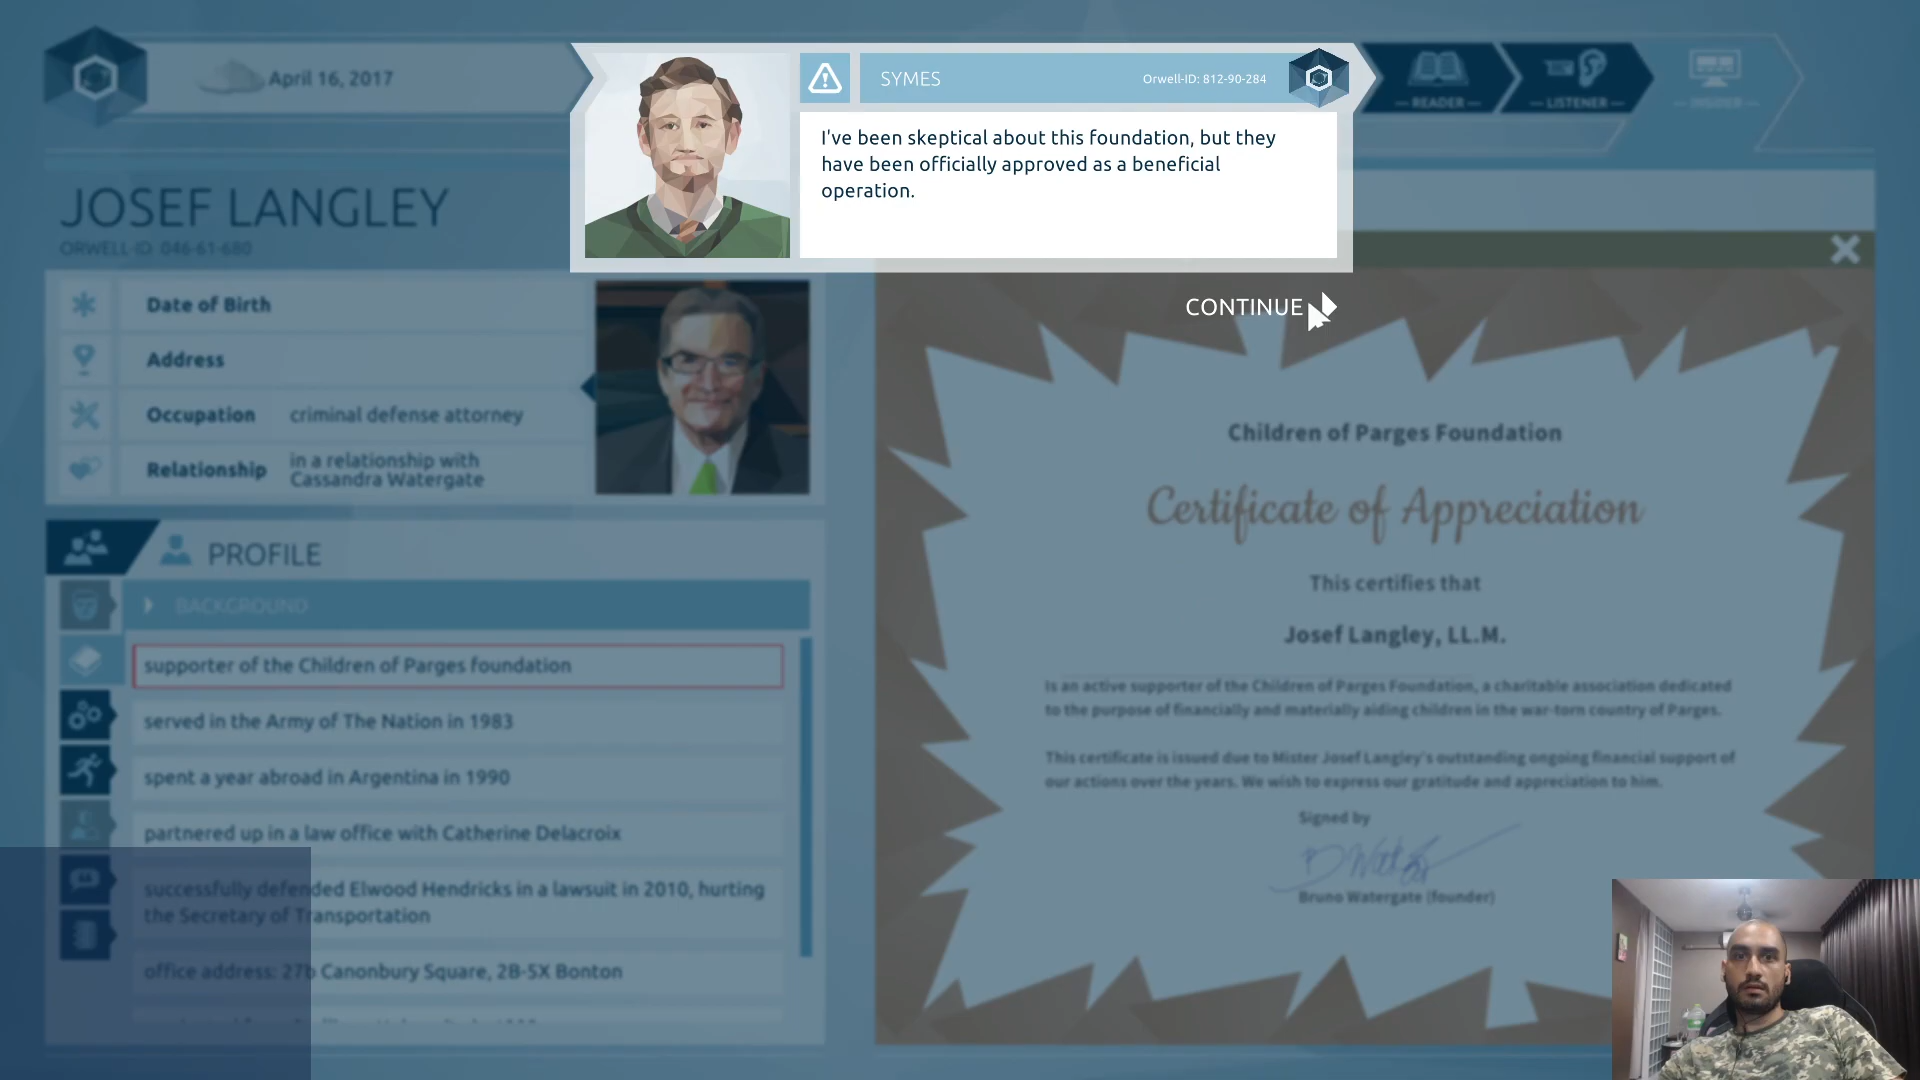 April 16, 2017
SYMES
Orwell-ID: 812-90-284
I've been skeptical about this foundation, but they
have been officially approved as a beneficial
operation.
CONTINUE
— READER —
— LISTENER —
— INSIDER —
JOSEF LANGLEY
ORWELL-ID: 046-61-680
Date of Birth
Address
Occupation criminal defense attorney
Relationship in a relationship with
Cassandra Watergate
PROFILE
BACKGROUND
supporter of the Children of Parges foundation
served in the Army of The Nation in 1983
spent a year abroad in Argentina in 1990
partnered up in a law office with Catherine Delacroix
successfully defended Elwood Hendricks in a lawsuit in 2010, hurting
the Secretary of Transportation
office address: 27b Canonbury Square, 2B-5X Bonton
Children of Parges Foundation
Certificate of Appreciation
This certifies that
Josef Langley, LL.M.
Is an active supporter of the Children of Parges Foundation, a charitable association dedicated
to the purpose of financially and materially aiding children in the war-torn country of Parges.
This certificate is issued due to Mister Josef Langley's outstanding ongoing financial support of
our actions over the years. We wish to express our gratitude and appreciation to him.
Signed by
Bruno Watergate (founder)